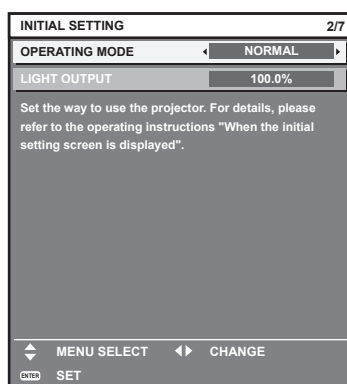 INITIAL SETTING 2/7
OPERATING MODE NORMAL
LIGHT OUTPUT 100.0%
Set the way to use the projector. For details, please
refer to the operating instructions "When the initial
setting screen is displayed".
MENU SELECT CHANGE
ENTER SET